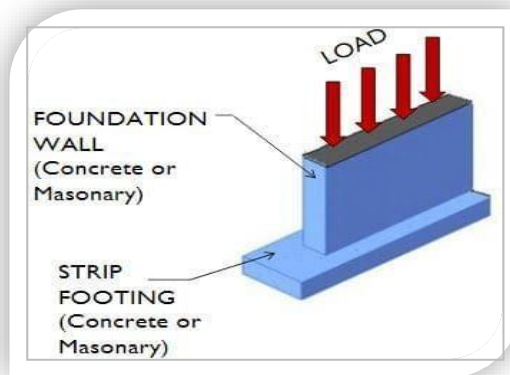 LOAD
FOUNDATION
WALL
(Concrete or
Masonary)
STRIP
FOOTING
(Concrete or
Masonary)